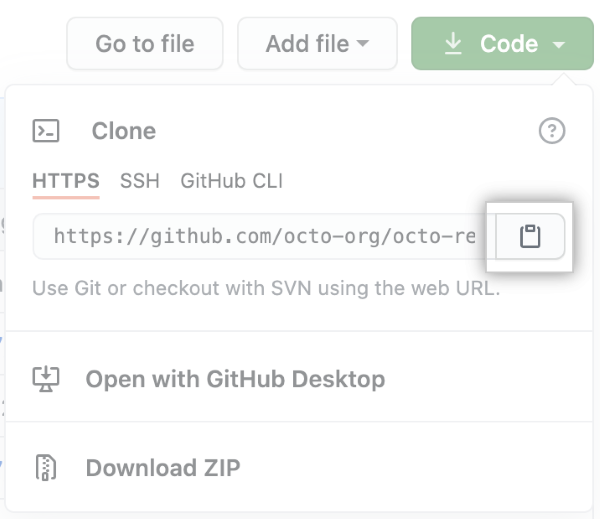 Go to file
Add file
Code
Clone
HTTPS
SSH
GitHub CLI
https://github.com/octo-org/octo-re
Use Git or checkout with SVN using the web URL.
Open with GitHub Desktop
Download ZIP